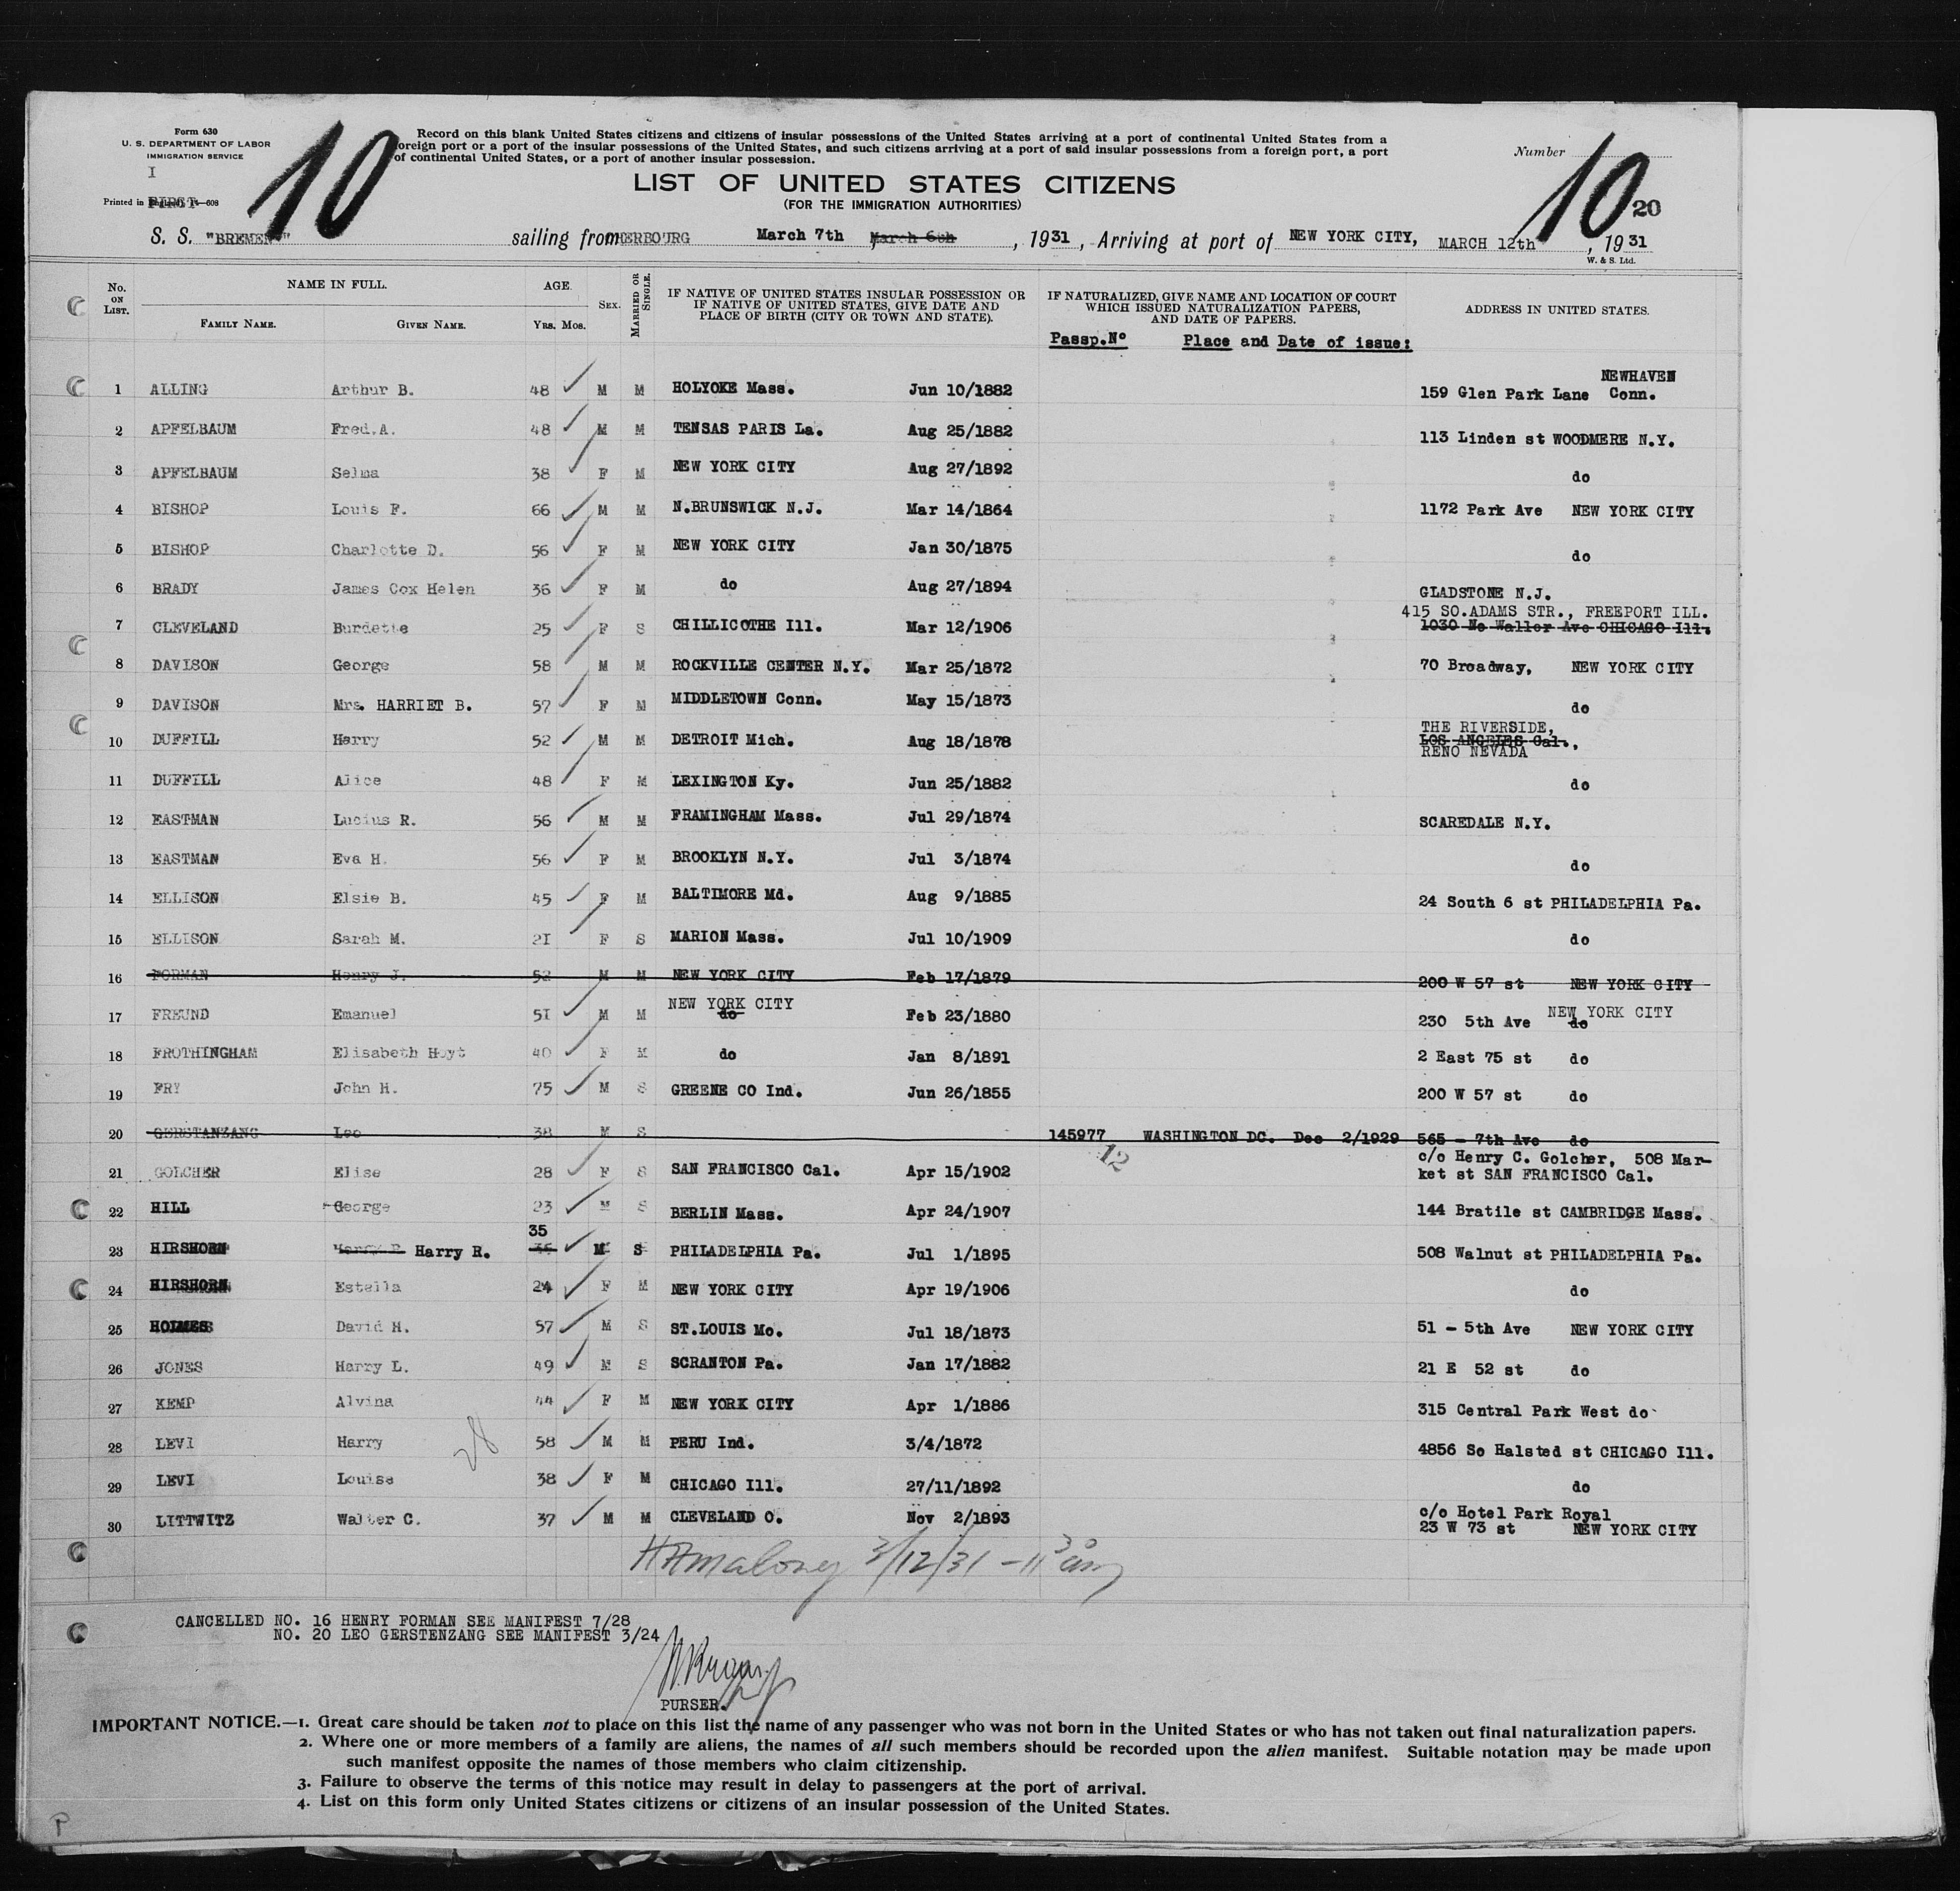 Form 630
U. S. DEPARTMENT OF LABOR
IMMIGRATION SERVICE
I
Printed in
FIRST
—608
10
Record on this blank United States citizens and citizens of insular possessions of the United States arriving at a port of continental United States from a
foreign port or a port of the insular possessions of the United States, and such citizens arriving at a port of said insular possessions from a foreign port, a port
of continental United States, or a port of another insular possession.
Number
10
20
LIST OF UNITED STATES CITIZENS
(FOR THE IMMIGRATION AUTHORITIES)
S. S. "BREMEN" sailing from CHERBOURG March 7th March 6th, 1931, Arriving at port of NEW YORK CITY, MARCH 12th, 1931
W. & S. Ltd.
No. ON LIST. NAME IN FULL. FAMILY NAME. GIVEN NAME. AGE. YRS. MOS. SEX. MARRIED OR SINGLE. IF NATIVE OF UNITED STATES INSULAR POSSESSION OR IF NATIVE OF UNITED STATES, GIVE DATE AND PLACE OF BIRTH (CITY OR TOWN AND STATE). IF NATURALIZED, GIVE NAME AND LOCATION OF COURT WHICH ISSUED NATURALIZATION PAPERS, AND DATE OF PAPERS. ADDRESS IN UNITED STATES.
Passp.No Place and Date of issue:
1 ALLING Arthur B. 48 M M HOLYOKE Mass. Jun 10/1882 159 Glen Park Lane NEWHAVEN Conn.
2 APFELBAUM Fred.A. 48 M M TENSAS PARIS La. Aug 25/1882 113 Linden st WOODMERE N.Y.
3 APFELBAUM Selma 38 F M NEW YORK CITY Aug 27/1892 do
4 BISHOP Louis F. 66 M M N.BRUNSWICK N.J. Mar 14/1864 1172 Park Ave NEW YORK CITY
5 BISHOP Charlotte D. 56 F M NEW YORK CITY Jan 30/1875 do
6 BRADY James Cox Helen 36 F M do Aug 27/1894 GLADSTONE N.J.
415 SO.ADAMS STR., FREEPORT ILL.
7 CLEVELAND Burdette 25 F S CHILLICOTHE Ill. Mar 12/1906 1030 No Waller Ave CHICAGO Ill.
8 DAVISON George 58 M M ROCKVILLE CENTER N.Y. Mar 25/1872 70 Broadway, NEW YORK CITY
9 DAVISON Mrs. HARRIET B. 57 F M MIDDLETOWN Conn. May 15/1873 do
THE RIVERSIDE,
10 DUFFILL Harry 52 M M DETROIT Mich. Aug 18/1878 LOS ANGELES Cal.,
RENO NEVADA
11 DUFFILL Alice 48 F M LEXINGTON Ky. Jun 25/1882 do
12 EASTMAN Lucius R. 56 M M FRAMINGHAM Mass. Jul 29/1874 SCAREDALE N.Y.
13 EASTMAN Eva H. 56 F M BROOKLYN N.Y. Jul 3/1874 do
14 ELLISON Elsie B. 45 F M BALTIMORE Md. Aug 9/1885 24 South 6 st PHILADELPHIA Pa.
15 ELLISON Sarah M. 21 F S MARION Mass. Jul 10/1909 do
16 FORMAN Henry J. 52 M M NEW YORK CITY Feb 17/1879 200 W 57 st NEW YORK CITY
NEW YORK CITY NEW YORK CITY
17 FREUND Emanuel 51 M M do Feb 23/1880 230 5th Ave do
18 FROTHINGHAM Elisabeth Hoyt 40 F M do Jan 8/1891 2 East 75 st do
19 FRY John H. 75 M S GREENE CO Ind. Jun 26/1855 200 W 57 st do
20 GERSTANZANG Leo 38 M S 145977 WASHINGTON DC. Dec 2/1929 565 - 7th Ave do
12
c/o Henry C. Golcher, 508 Mar-
21 GOLCHER Elise 28 F S SAN FRANCISCO Cal. Apr 15/1902 ket st SAN FRANCISCO Cal.
22 HILL George 23 M S BERLIN Mass. Apr 24/1907 144 Bratile st CAMBRIDGE Mass.
35
23 HIRSHORN Harry R. M S PHILADELPHIA Pa. Jul 1/1895 508 Walnut st PHILADELPHIA Pa.
24 HIRSHORN Estella 24 F M NEW YORK CITY Apr 19/1906 do
25 HOLMES David H. 57 M S ST.LOUIS Mo. Jul 18/1873 51 - 5th Ave NEW YORK CITY
26 JONES Harry L. 49 M S SCRANTON Pa. Jan 17/1882 21 E 52 st do
27 KEMP Alvina 44 F M NEW YORK CITY Apr 1/1886 315 Central Park West do
28
28 LEVI Harry 58 M M PERU Ind. 3/4/1872 4856 So Halsted st CHICAGO Ill.
29 LEVI Louise 38 F M CHICAGO Ill. 27/11/1892 do
c/o Hotel Park Royal
30 LITTWITZ Walter C. 37 M M CLEVELAND O. Nov 2/1893 23 W 73 st NEW YORK CITY
HAMaloney 3/12/31 - 11 30 am
CANCELLED NO. 16 HENRY FORMAN SEE MANIFEST 7/28
NO. 20 LEO GERSTENZANG SEE MANIFEST 3/24
PURSER.
IMPORTANT NOTICE.—1. Great care should be taken not to place on this list the name of any passenger who was not born in the United States or who has not taken out final naturalization papers.
2. Where one or more members of a family are aliens, the names of all such members should be recorded upon the alien manifest. Suitable notation may be made upon
such manifest opposite the names of those members who claim citizenship.
3. Failure to observe the terms of this notice may result in delay to passengers at the port of arrival.
4. List on this form only United States citizens or citizens of an insular possession of the United States.
P